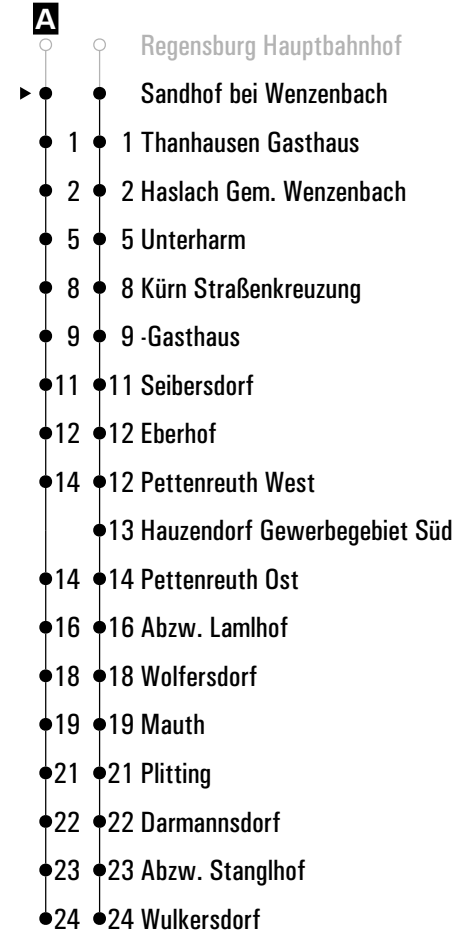 A
Regensburg Hauptbahnhof
Sandhof bei Wenzenbach
1 1 Thanhausen Gasthaus
2 2 Haslach Gem. Wenzenbach
5 5 Unterharm
8 8 Kürn Straßenkreuzung
9 9 -Gasthaus
11 11 Seibersdorf
12 12 Eberhof
14 12 Pettenreuth West
13 Hauzendorf Gewerbegebiet Süd
14 14 Pettenreuth Ost
16 16 Abzw. Lamlhof
18 18 Wolfersdorf
19 19 Mauth
21 21 Plitting
22 22 Darmannsdorf
23 23 Abzw. Stanglhof
24 24 Wulkersdorf